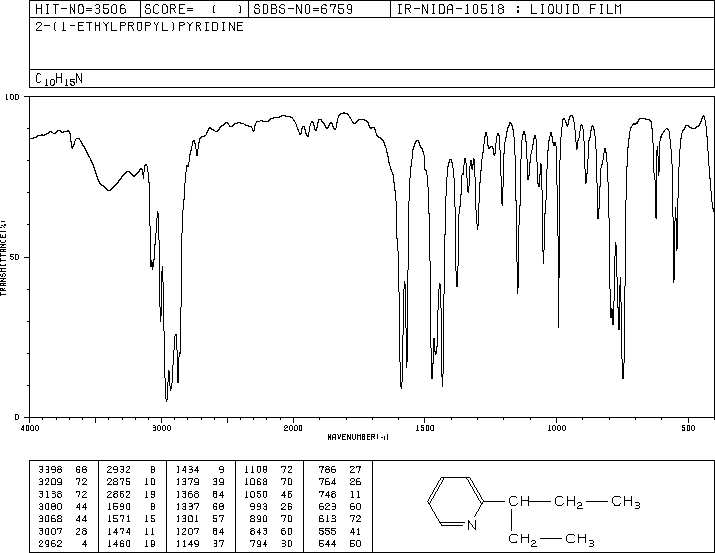 HIT-NO=3506 SCORE= ( ) SDBS-NO=6759 IR-NIDA-10518 : LIQUID FILM
2-(1-ETHYLPROPYL)PYRIDINE
C10H15N
100
50
0
TRANSMITTANCE(%)
4000 3000 2000 1500 1000 500
WAVENUMBER(-1)
3398 68 2932 8 1434 9 1108 72 786 27
3209 72 2875 10 1379 39 1068 70 764 26
3138 72 2862 19 1368 84 1050 46 748 11
3080 44 1590 8 1337 68 993 26 623 60
3068 44 1571 15 1301 57 890 70 613 72
3007 28 1474 11 1207 84 843 60 555 41
2962 4 1460 19 1149 37 794 30 544 50
CH—CH2—CH3
N
CH2—CH3